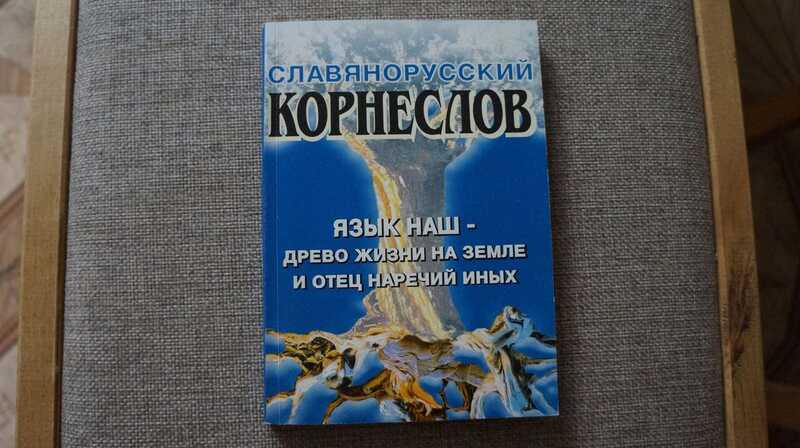 СЛАВЯНОРУССКИЙ
КОРНЕСЛОВ
ЯЗЫК НАШ -
ДРЕВО ЖИЗНИ НА ЗЕМЛЕ
И ОТЕЦ НАРЕЧИЙ ИНЫХ